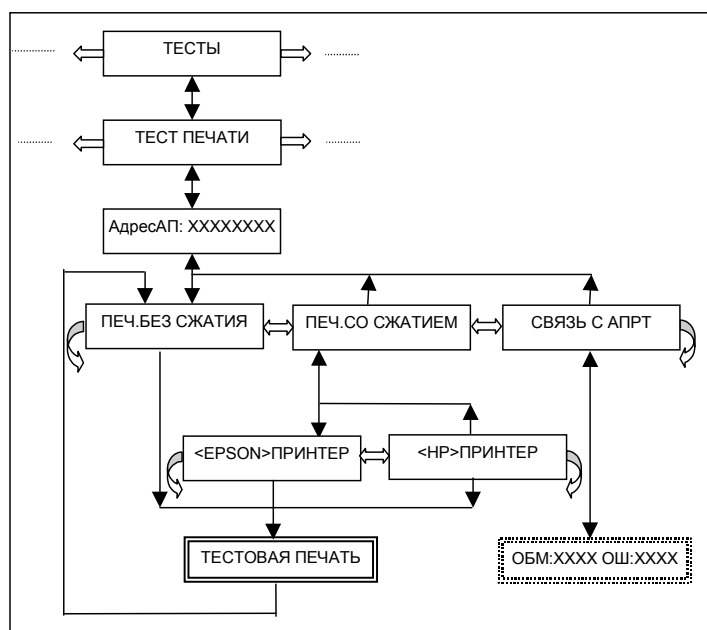 ТЕСТЫ
ТЕСТ ПЕЧАТИ
АдресАП: XXXXXXXX
ПЕЧ.БЕЗ СЖАТИЯ
ПЕЧ.СО СЖАТИЕМ
СВЯЗЬ С АПРТ
<EPSON>ПРИНТЕР
<HP>ПРИНТЕР
ТЕСТОВАЯ ПЕЧАТЬ
ОБМ:XXXX ОШ:XXXX